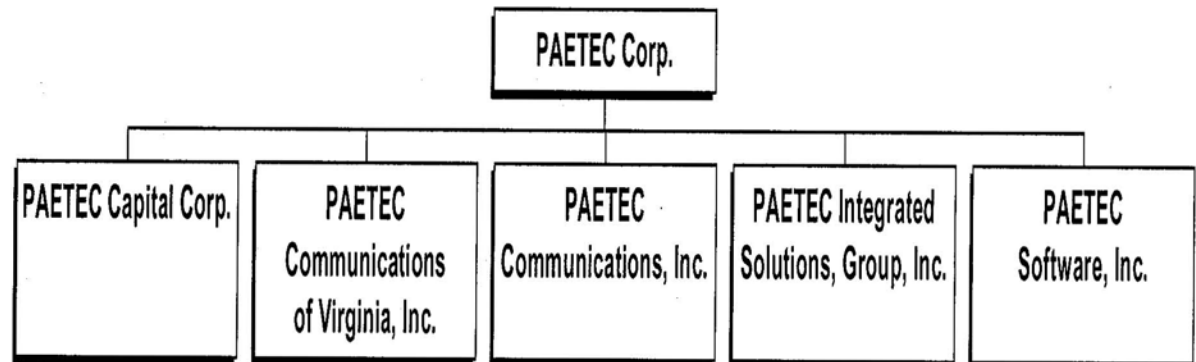 PAETEC Corp.
PAETEC Capital Corp.
PAETEC
Communications
of Virginia, Inc.
PAETEC
Communications, Inc.
PAETEC Integrated
Solutions, Group, Inc.
PAETEC
Software, Inc.